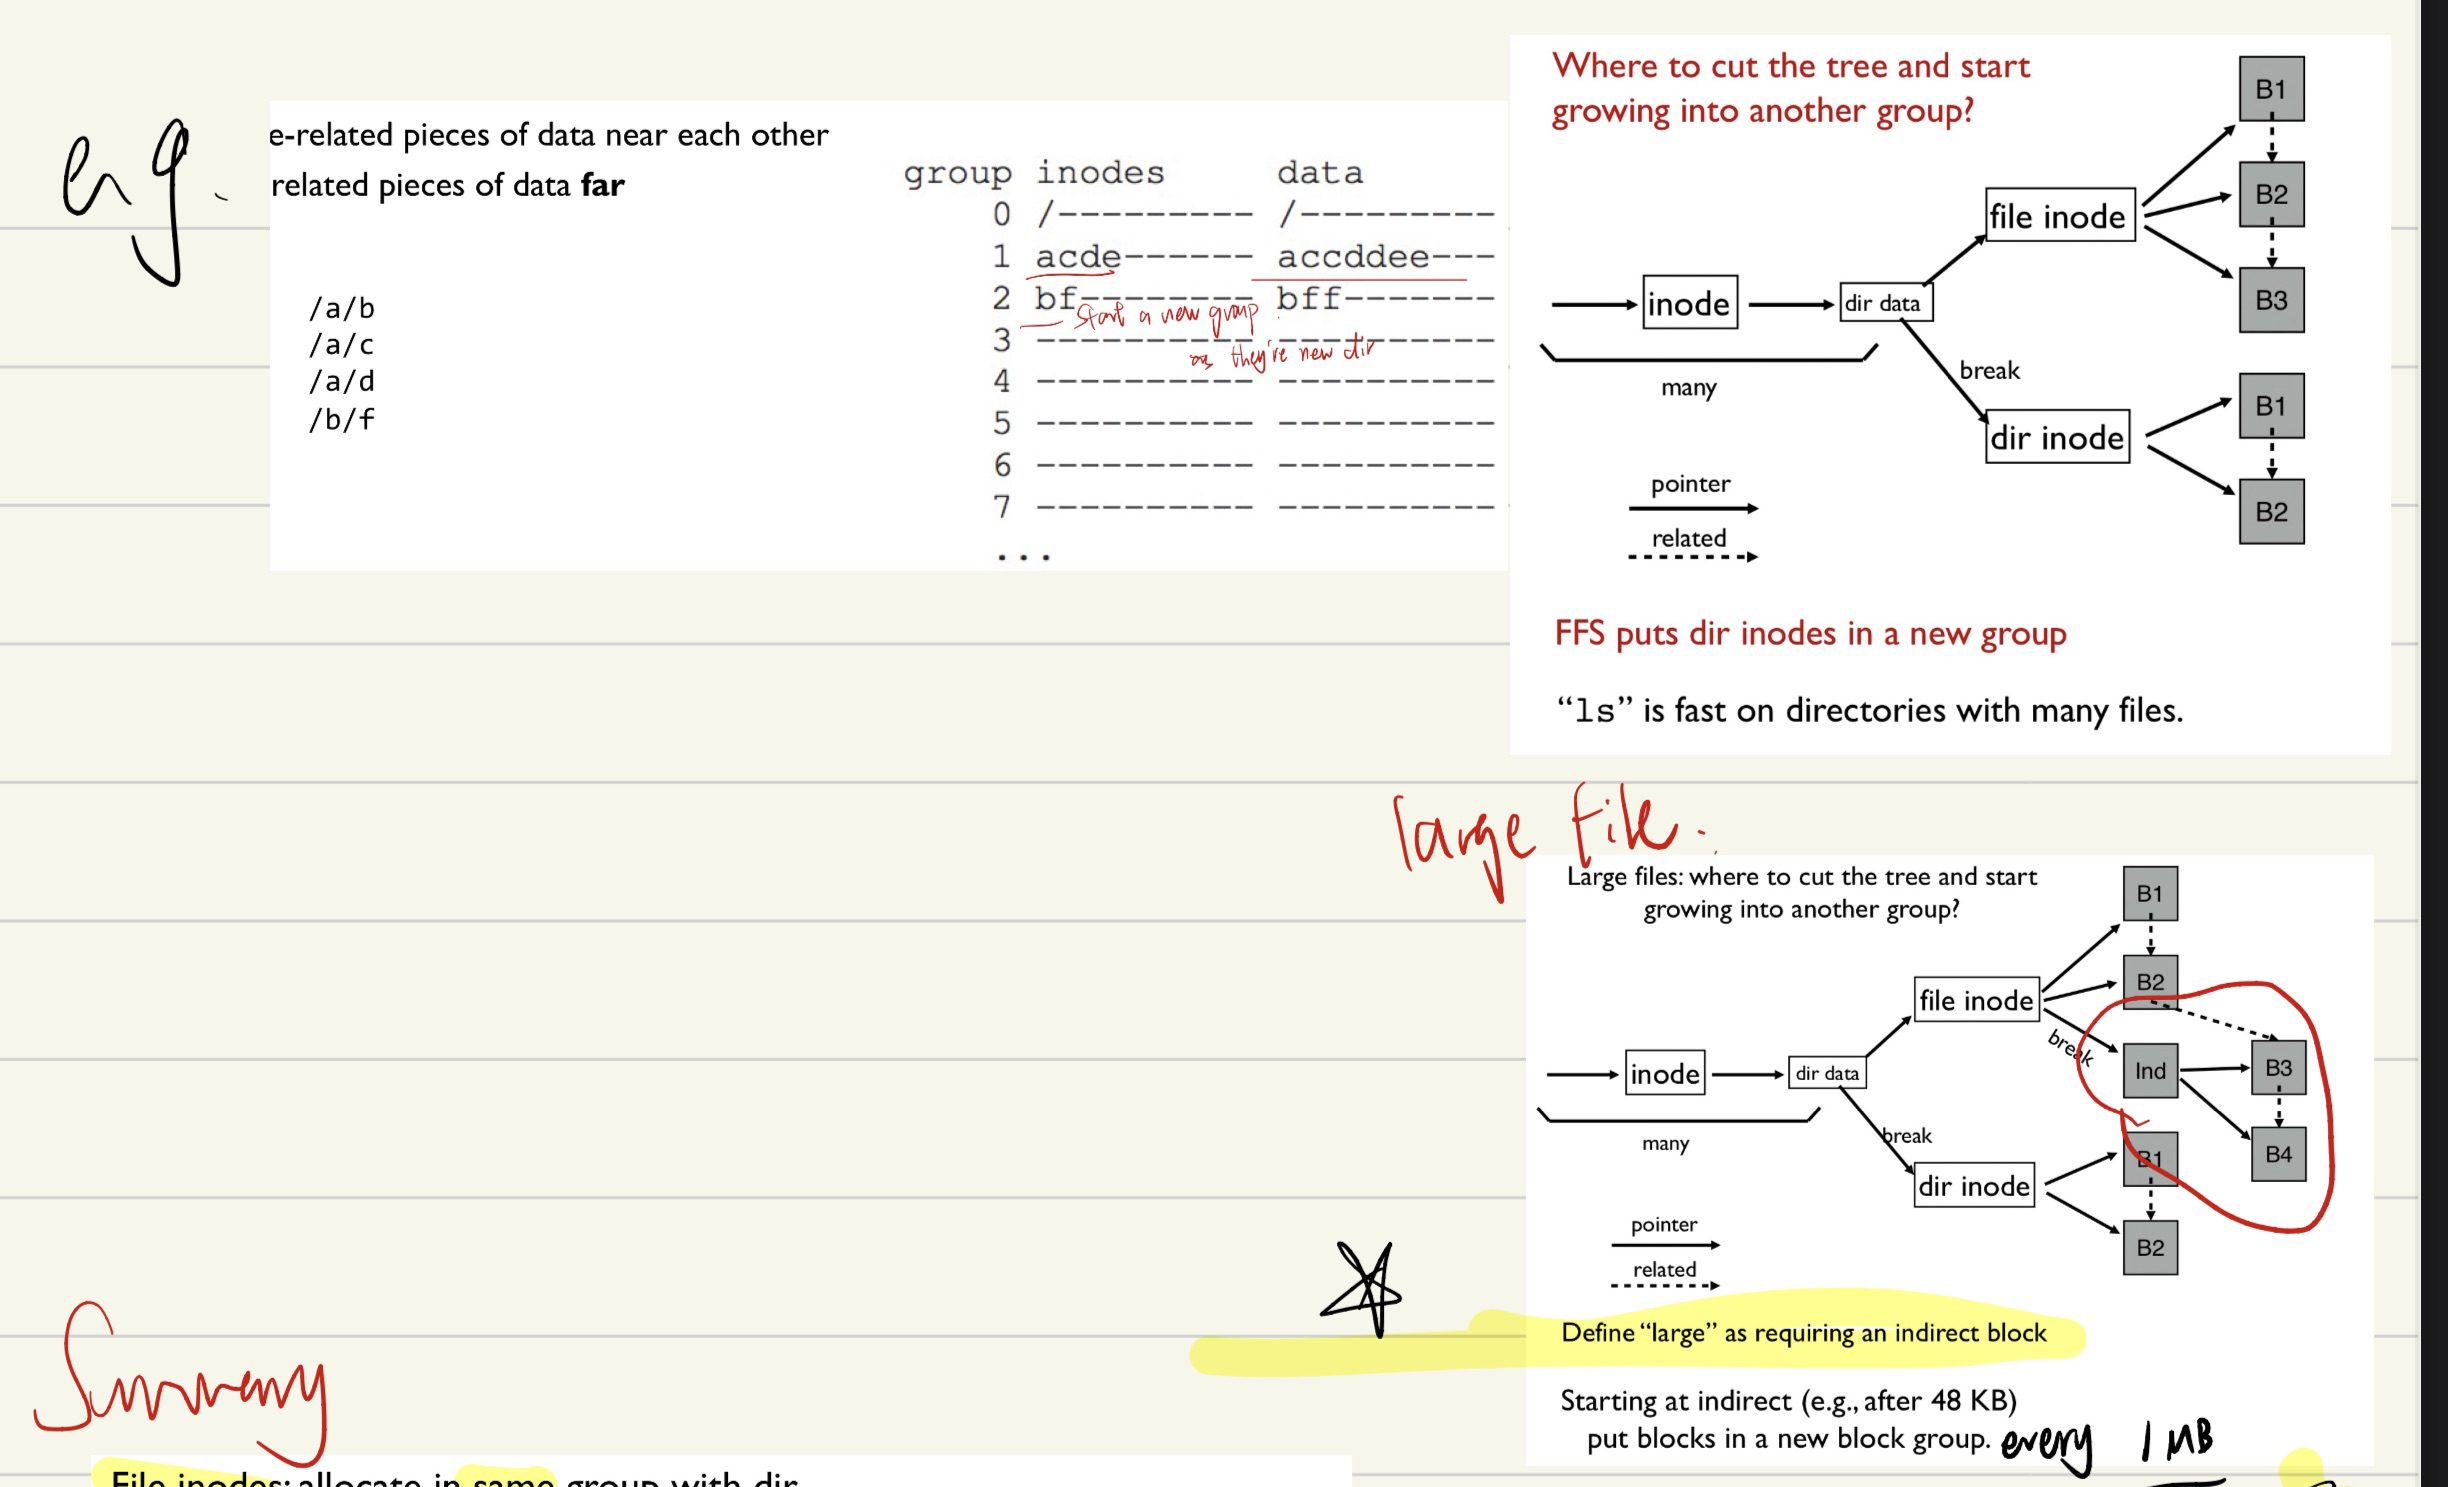 e.g.
e-related pieces of data near each other
related pieces of data far
/a/b
/a/c
/a/d
/b/f
group inodes data
0 /--------- /---------
1 acde------ accddee---
2 bf-------- bff-------
start a new group
3 ---------- ----------
as they're new dir
4 ---------- ----------
5 ---------- ----------
6 ---------- ----------
7 ---------- ----------
...
Where to cut the tree and start
growing into another group?
B1
B2
B3
file inode
inode
dir data
many
break
dir inode
B1
B2
pointer
related
FFS puts dir inodes in a new group
“ls” is fast on directories with many files.
large file.
Large files: where to cut the tree and start
growing into another group?
B1
B2
file inode
break
Ind
B3
B4
inode
dir data
many
break
dir inode
B1
B2
pointer
related
Define “large” as requiring an indirect block
Starting at indirect (e.g., after 48 KB)
put blocks in a new block group. every 1 MB
Summary
File inodes: allocate in same group with dir